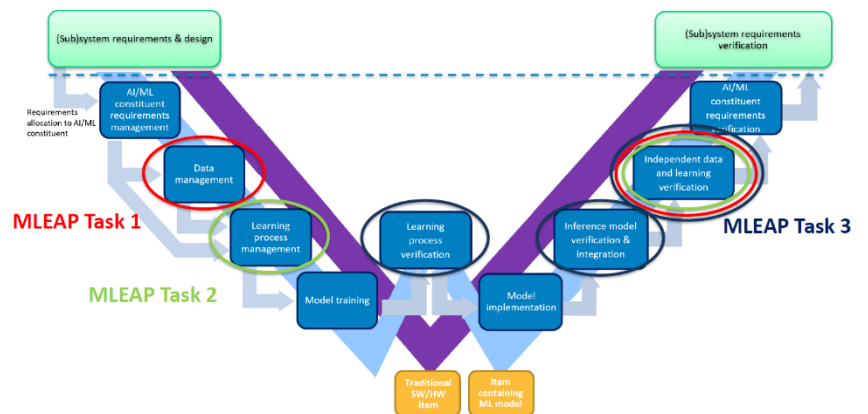 (Sub)system requirements & design
(Sub)system requirements
verification
Requirements
allocation to AI/ML
constituent
AI/ML
constituent
requirements
management
AI/ML
constituent
requirements
verification
Data
management
Independent data
and learning
verification
MLEAP Task 1
MLEAP Task 3
Learning
process
management
Learning
process
verification
Inference model
verification &
integration
MLEAP Task 2
Model training
Model
implementation
Traditional
SW/HW
item
Item
containing
ML model